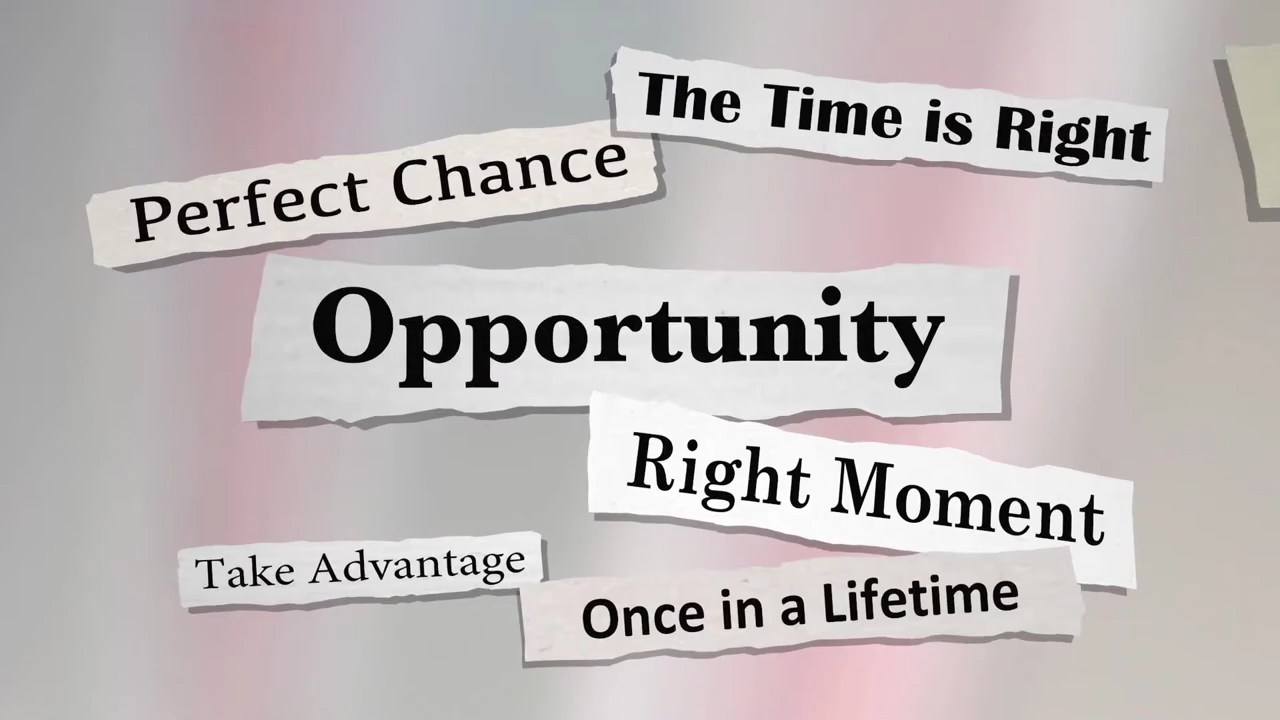 The Time is Right
Perfect Chance
Opportunity
Right Moment
Take Advantage
Once in a Lifetime